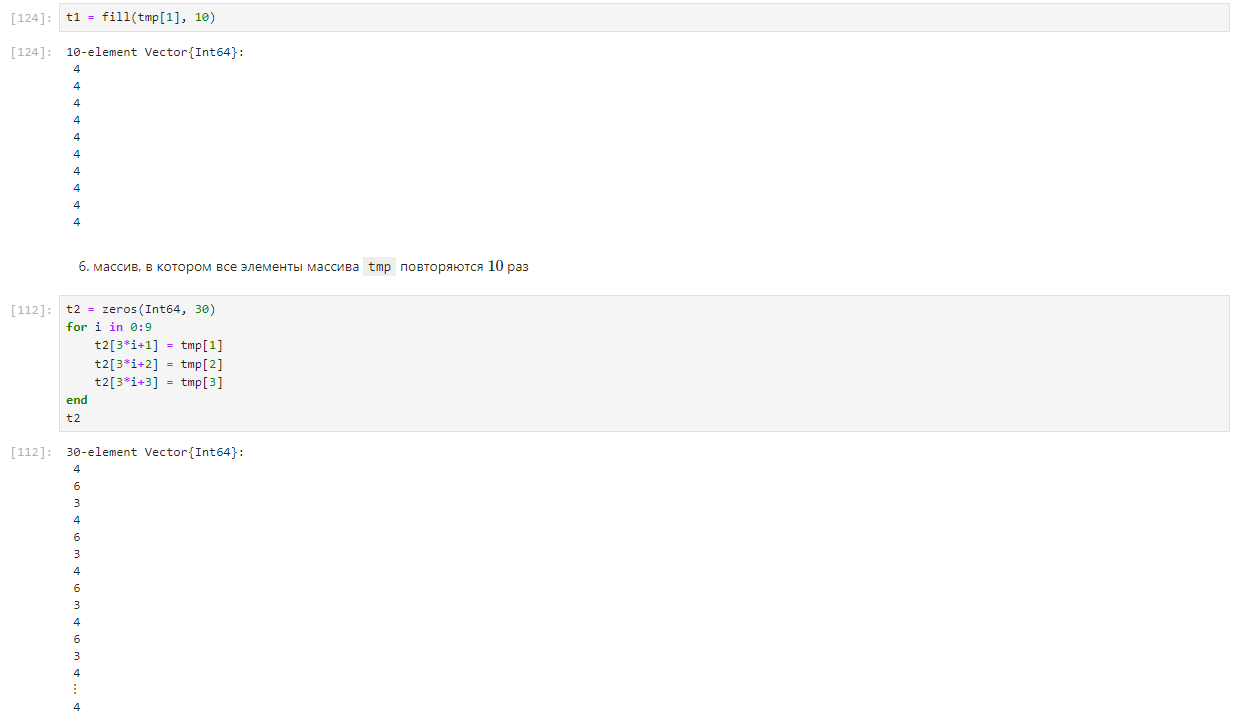 [124]: t1 = fill(tmp[1], 10)
[124]: 10-element Vector{Int64}:
4
4
4
4
4
4
4
4
4
4
6. массив, в котором все элементы массива tmp повторяются 10 раз
[112]: t2 = zeros(Int64, 30)
for i in 0:9
    t2[3*i+1] = tmp[1]
    t2[3*i+2] = tmp[2]
    t2[3*i+3] = tmp[3]
end
t2
[112]: 30-element Vector{Int64}:
4
6
3
4
6
3
4
6
3
4
6
3
4
⋮
4